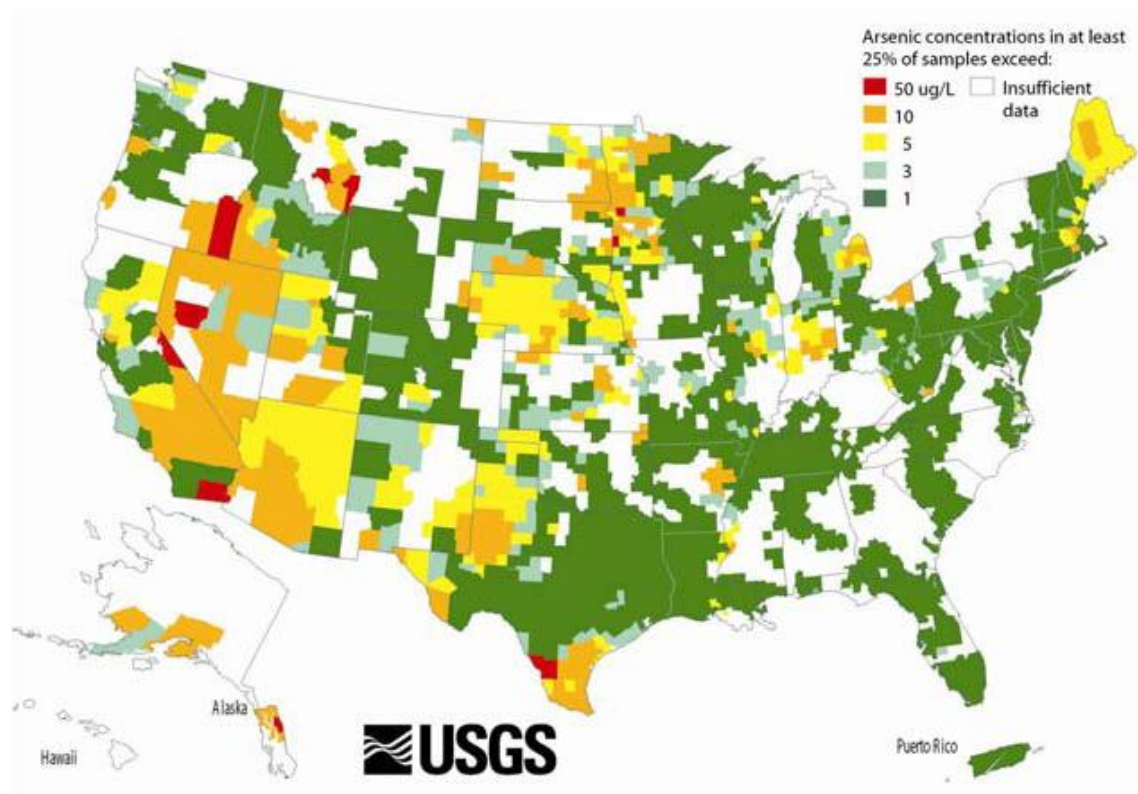 Arsenic concentrations in at least
25% of samples exceed:
50 ug/L
Insufficient
data
10
5
3
1
Alaska
Hawaii
USGS
Puerto Rico